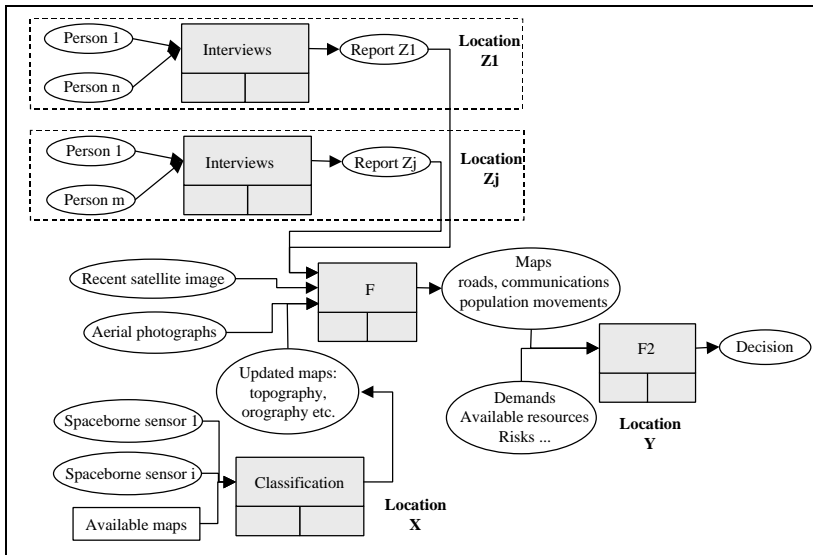 Person 1
Person n
Interviews
Report Z1
Location
Z1
Person 1
Person m
Interviews
Report Zj
Location
Zj
Recent satellite image
Aerial photographs
F
Maps
roads, communications
population movements
Updated maps:
topography,
orography etc.
Demands
Available resources
Risks ...
F2
Decision
Location
Y
Spaceborne sensor 1
Spaceborne sensor i
Available maps
Classification
Location
X